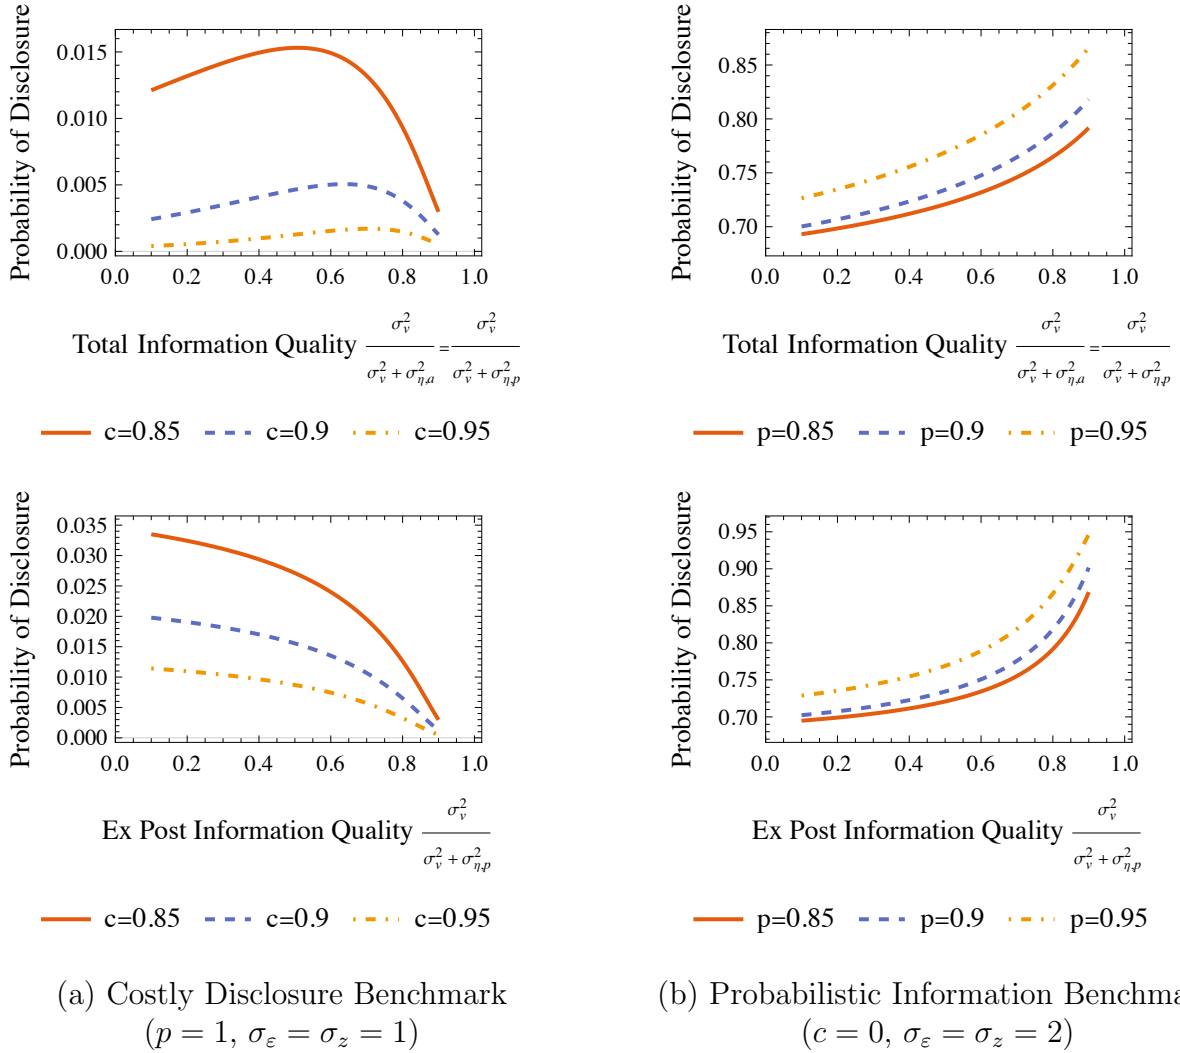 Probability of Disclosure
0.015
0.010
0.005
0.000
0.0 0.2 0.4 0.6 0.8 1.0
Total Information Quality σ_v^2 / (σ_v^2 + σ_{η,a}^2) = σ_v^2 / (σ_v^2 + σ_{η,p}^2)
c=0.85 c=0.9 c=0.95
Probability of Disclosure
0.85
0.80
0.75
0.70
0.0 0.2 0.4 0.6 0.8 1.0
Total Information Quality σ_v^2 / (σ_v^2 + σ_{η,a}^2) = σ_v^2 / (σ_v^2 + σ_{η,p}^2)
p=0.85 p=0.9 p=0.95
Probability of Disclosure
0.035
0.030
0.025
0.020
0.015
0.010
0.005
0.000
0.0 0.2 0.4 0.6 0.8 1.0
Ex Post Information Quality σ_v^2 / (σ_v^2 + σ_{η,p}^2)
c=0.85 c=0.9 c=0.95
Probability of Disclosure
0.95
0.90
0.85
0.80
0.75
0.70
0.0 0.2 0.4 0.6 0.8 1.0
Ex Post Information Quality σ_v^2 / (σ_v^2 + σ_{η,p}^2)
p=0.85 p=0.9 p=0.95
(a) Costly Disclosure Benchmark
(p = 1, σ_ε = σ_z = 1)
(b) Probabilistic Information Benchma
(c = 0, σ_ε = σ_z = 2)